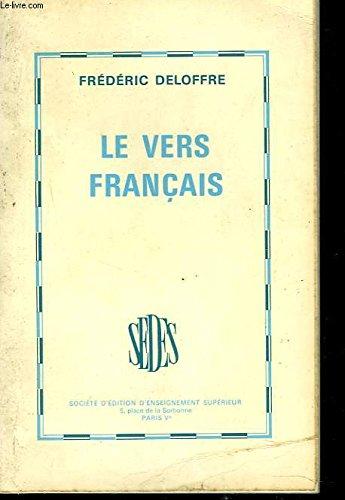 Le-livre.com
FRÉDÉRIC DELOFFRE
LE VERS
FRANÇAIS
SEDES
SOCIÉTÉ D'ÉDITION D'ENSEIGNEMENT SUPÉRIEUR
5, place de la Sorbonne
PARIS Vᵉ